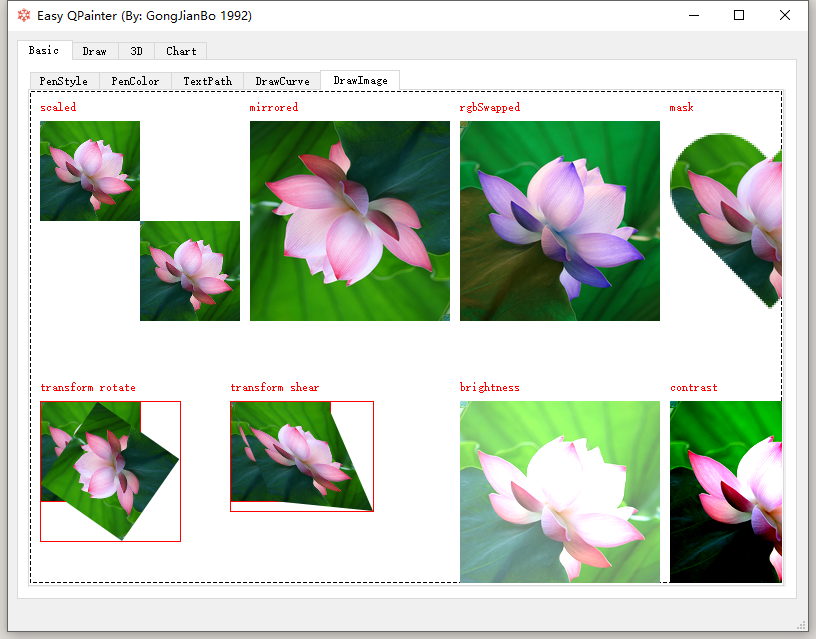 Easy QPainter (By: GongJianBo 1992)
Basic Draw 3D Chart
PenStyle PenColor TextPath DrawCurve DrawImage
scaled mirrored rgbSwapped mask
transform rotate transform shear brightness contrast